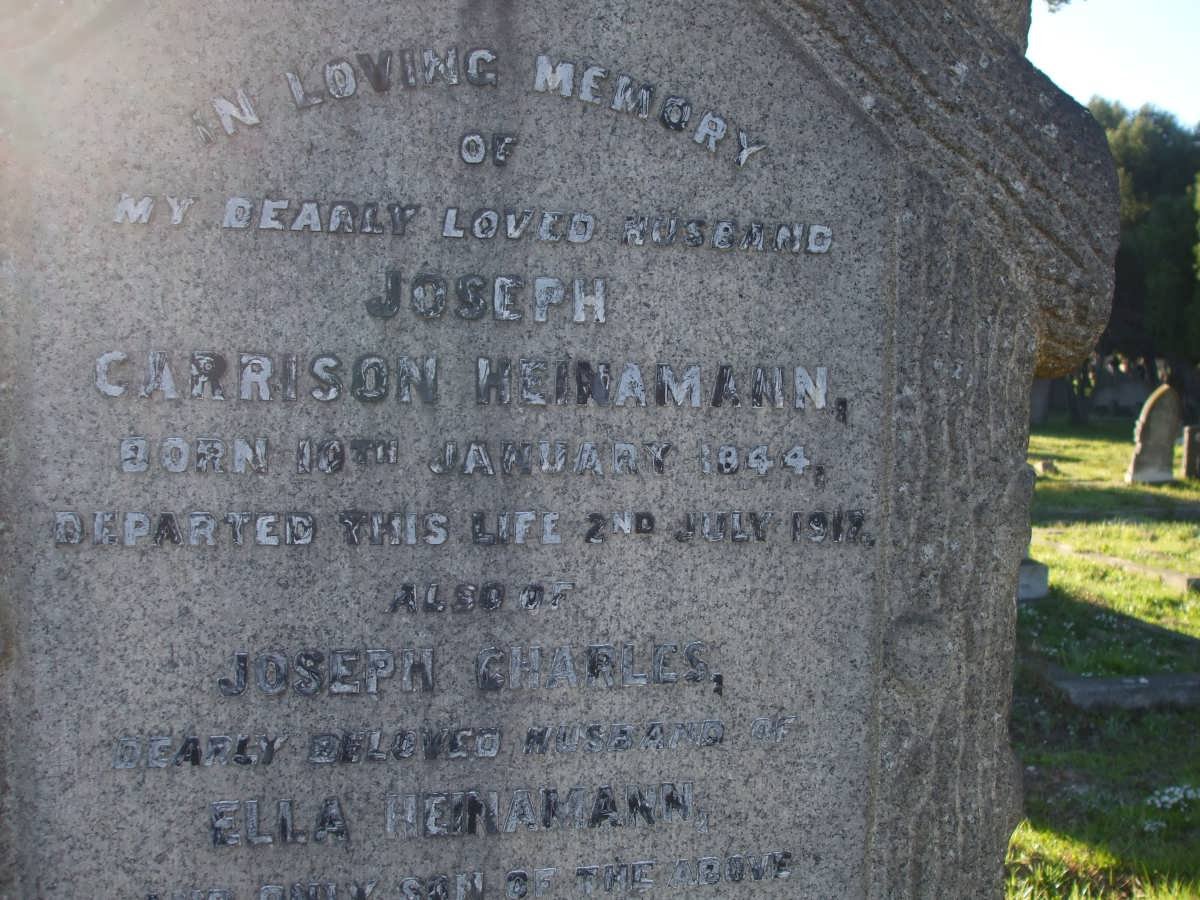 IN LOVING MEMORY
OF
MY DEARLY LOVED HUSBAND
JOSEPH
CARRISON HEINAMANN,
BORN 10TH JANUARY 1844,
DEPARTED THIS LIFE 2ND JULY 1917.
ALSO OF
JOSEPH CHARLES,
DEARLY BELOVED HUSBAND OF
ELLA HEINAMANN,
AND ONLY SON OF THE ABOVE